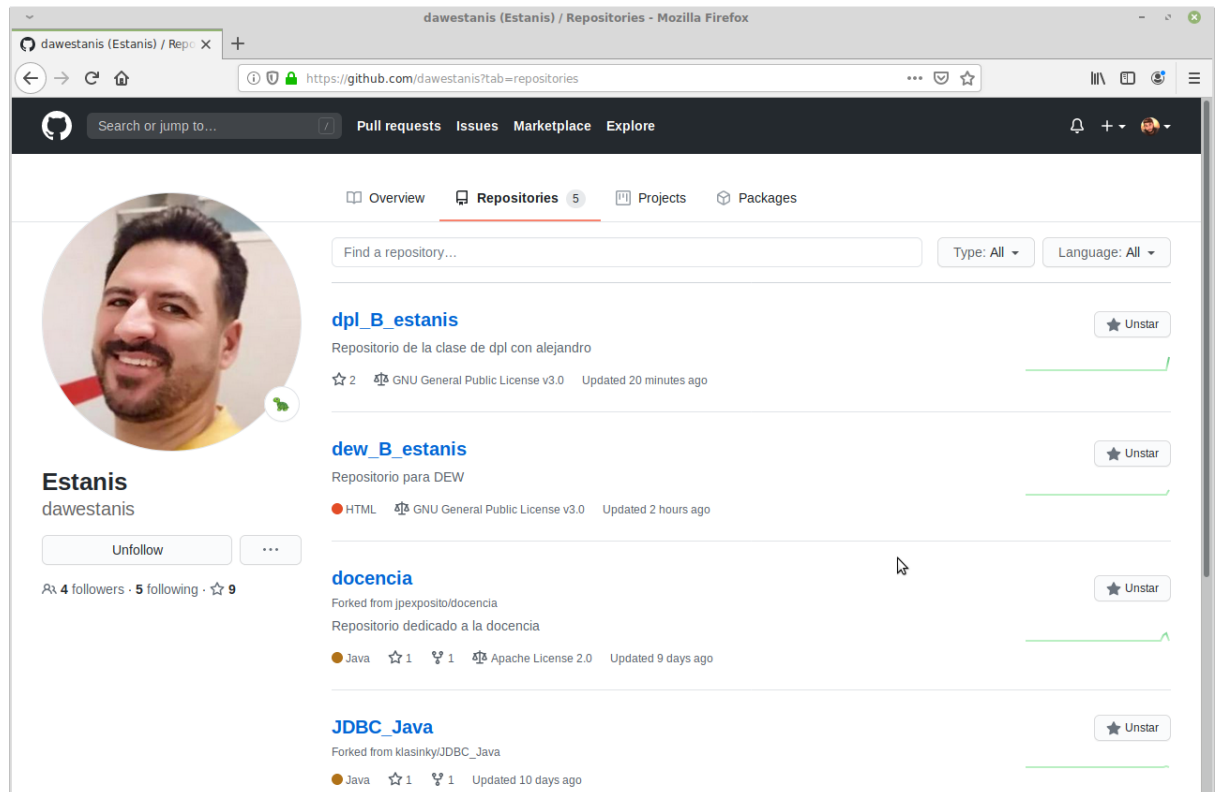 dawestanis (Estanis) / Repositories - Mozilla Firefox
dawestanis (Estanis) / Repo
https://github.com/dawestanis?tab=repositories
Search or jump to… / Pull requests Issues Marketplace Explore
Overview Repositories 5 Projects Packages
Find a repository… Type: All Language: All
dpl_B_estanis
Unstar
Repositorio de la clase de dpl con alejandro
2 GNU General Public License v3.0 Updated 20 minutes ago
dew_B_estanis
Unstar
Repositorio para DEW
HTML GNU General Public License v3.0 Updated 2 hours ago
Estanis
dawestanis
Unfollow ...
4 followers · 5 following · 9
docencia
Unstar
Forked from jpexposito/docencia
Repositorio dedicado a la docencia
Java 1 1 Apache License 2.0 Updated 9 days ago
JDBC_Java
Unstar
Forked from klasinky/JDBC_Java
Java 1 1 Updated 10 days ago